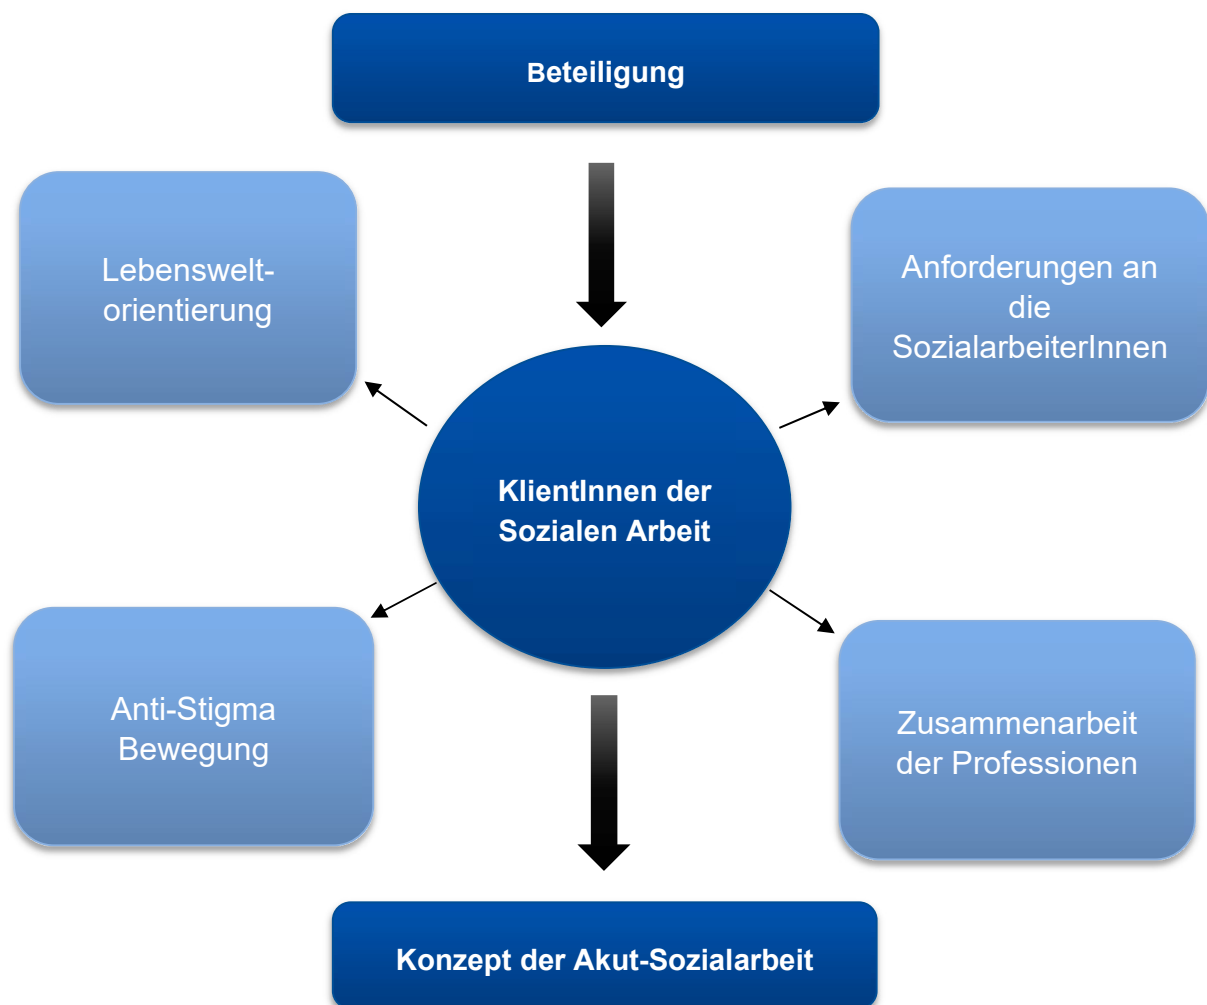 Beteiligung
Lebenswelt-
orientierung
Anforderungen an
die
SozialarbeiterInnen
KlientInnen der
Sozialen Arbeit
Anti-Stigma
Bewegung
Zusammenarbeit
der Professionen
Konzept der Akut-Sozialarbeit